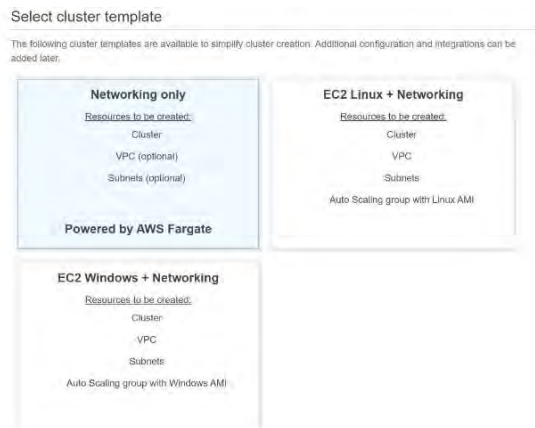 Select cluster template
The following cluster templates are available to simplify cluster creation. Additional configuration and integrations can be
added later.
Networking only
Resources to be created:
Cluster
VPC (optional)
Subnets (optional)
Powered by AWS Fargate
EC2 Linux + Networking
Resources to be created:
Cluster
VPC
Subnets
Auto Scaling group with Linux AMI
EC2 Windows + Networking
Resources to be created:
Cluster
VPC
Subnets
Auto Scaling group with Windows AMI